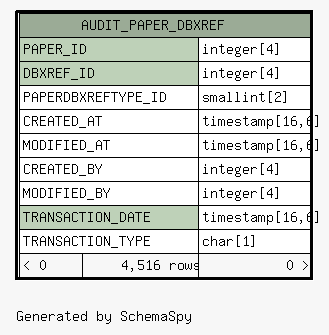 AUDIT_PAPER_DBXREF
PAPER_ID integer[4]
DBXREF_ID integer[4]
PAPERDBXREFTYPE_ID smallint[2]
CREATED_AT timestamp[16,6]
MODIFIED_AT timestamp[16,6]
CREATED_BY integer[4]
MODIFIED_BY integer[4]
TRANSACTION_DATE timestamp[16,6]
TRANSACTION_TYPE char[1]
< 0 4,516 rows 0 >
Generated by SchemaSpy